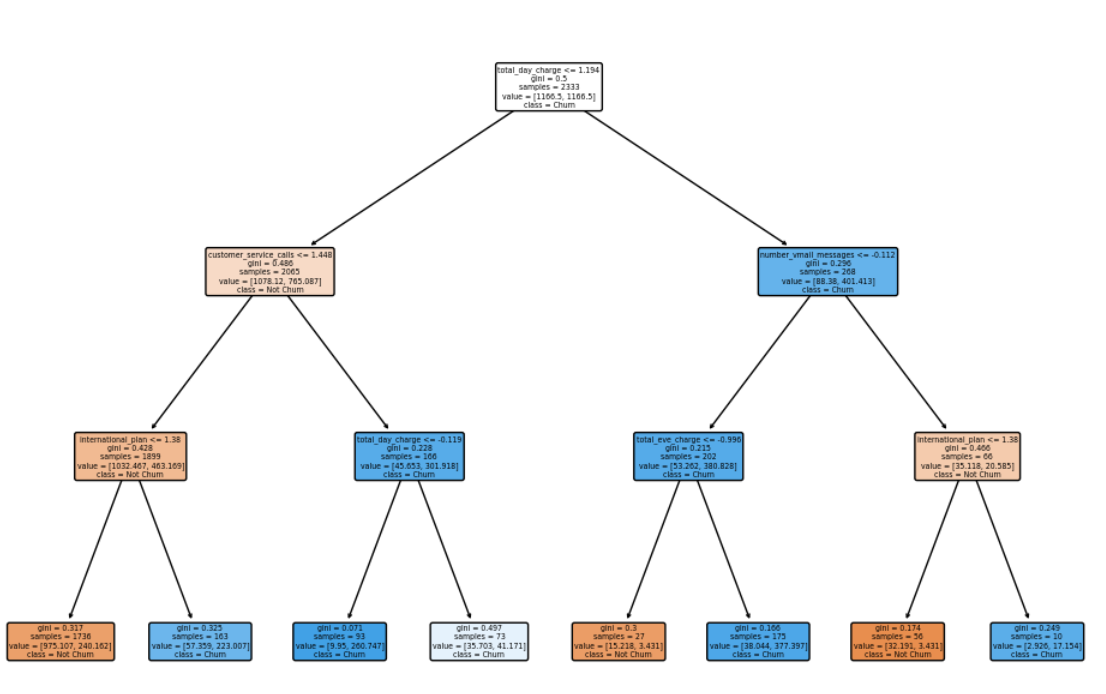 total_day_charge <= 1.194
gini = 0.5
samples = 2333
value = [1166.5, 1166.5]
class = Churn
customer_service_calls <= 1.448
gini = 0.486
samples = 2065
value = [1078.12, 765.087]
class = Not Churn
number_vmail_messages <= -0.112
gini = 0.296
samples = 268
value = [88.38, 401.413]
class = Churn
international_plan <= 1.38
gini = 0.428
samples = 1899
value = [1032.467, 463.169]
class = Not Churn
total_day_charge <= -0.119
gini = 0.228
samples = 166
value = [45.653, 301.918]
class = Churn
total_eve_charge <= -0.996
gini = 0.215
samples = 202
value = [53.262, 380.828]
class = Churn
international_plan <= 1.38
gini = 0.466
samples = 66
value = [35.118, 20.585]
class = Not Churn
gini = 0.317
samples = 1736
value = [975.107, 240.162]
class = Not Churn
gini = 0.325
samples = 163
value = [57.359, 223.007]
class = Churn
gini = 0.071
samples = 93
value = [9.95, 260.747]
class = Churn
gini = 0.497
samples = 73
value = [35.703, 41.171]
class = Churn
gini = 0.3
samples = 27
value = [15.218, 3.431]
class = Not Churn
gini = 0.166
samples = 175
value = [38.044, 377.397]
class = Churn
gini = 0.174
samples = 56
value = [32.191, 3.431]
class = Not Churn
gini = 0.249
samples = 10
value = [2.926, 17.154]
class = Churn